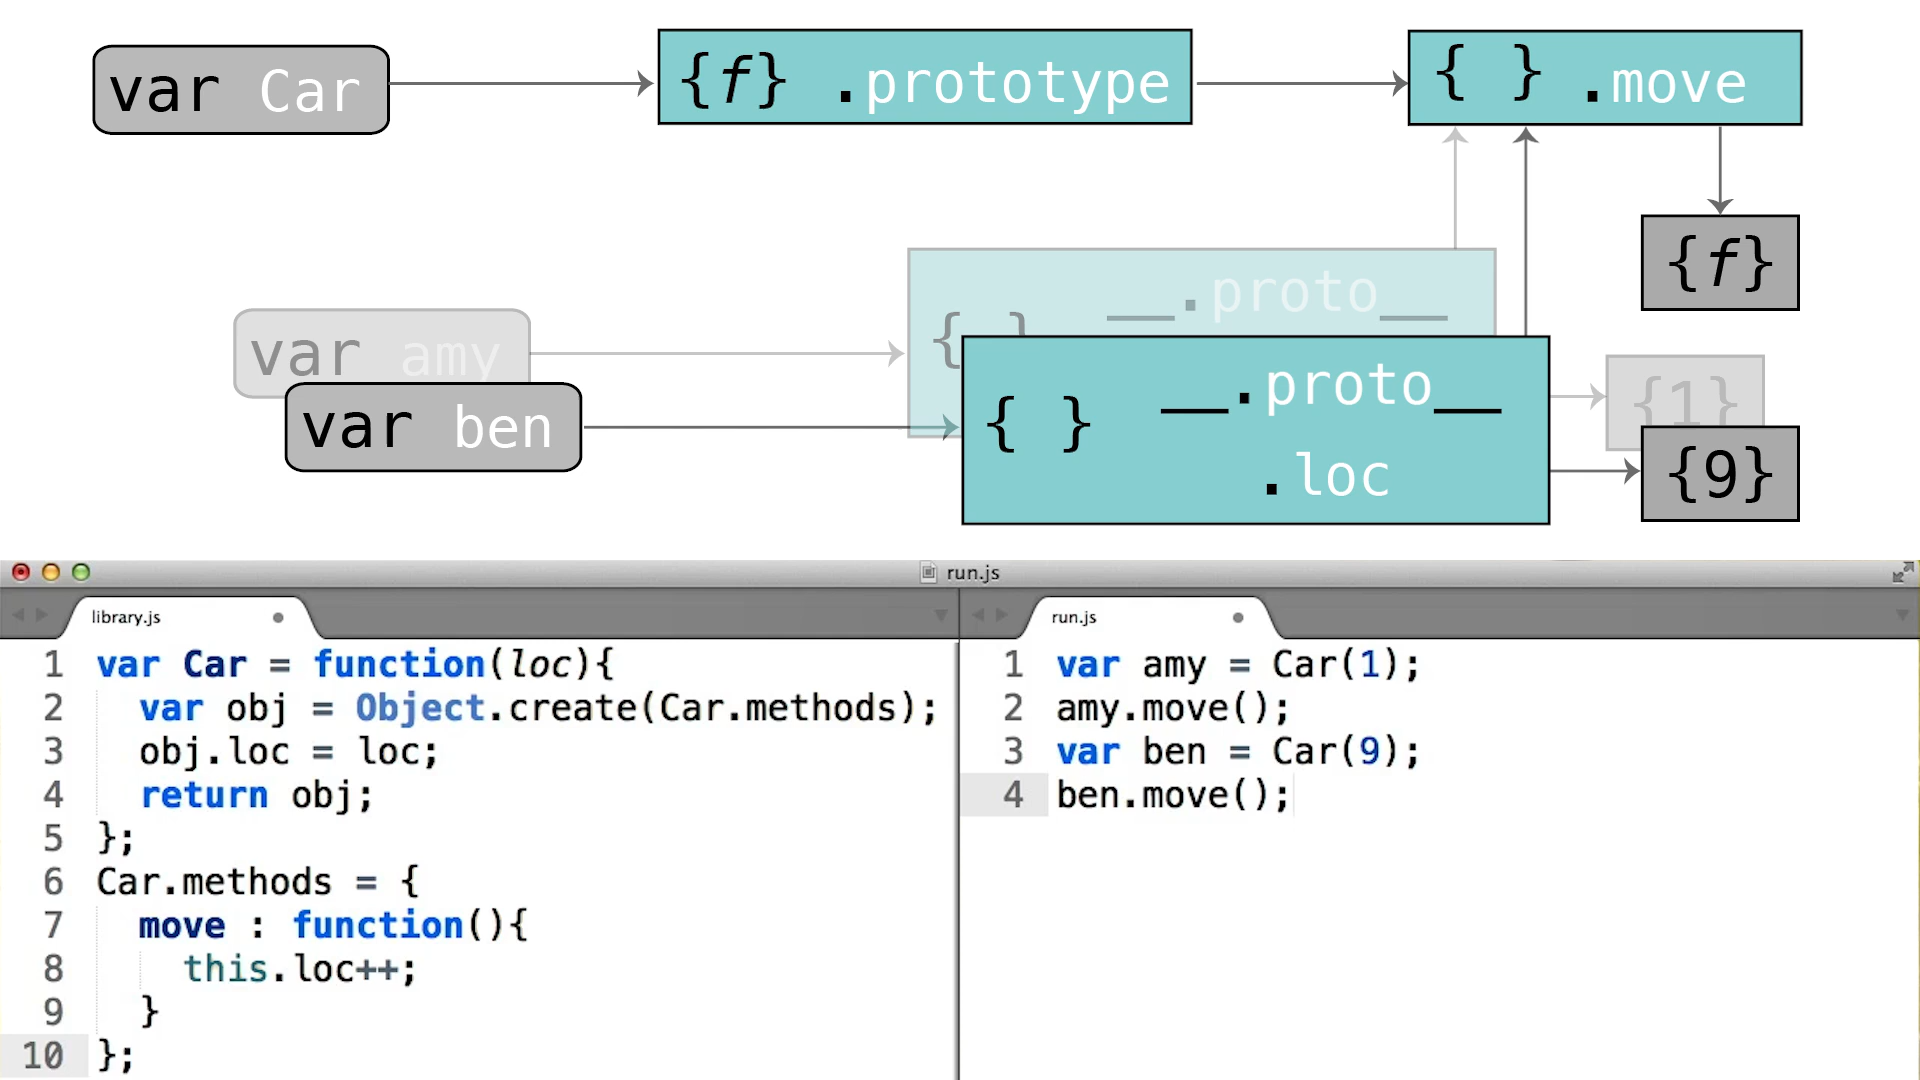 var Car
{f} .prototype
{ } .move
{f}
var amy
{ } __.proto__
var ben
{ } __.proto__
.loc
{1}
{9}
run.js
library.js
1 var Car = function(loc){
2 var obj = Object.create(Car.methods);
3 obj.loc = loc;
4 return obj;
5 };
6 Car.methods = {
7 move : function(){
8 this.loc++;
9 }
10 };
run.js
1 var amy = Car(1);
2 amy.move();
3 var ben = Car(9);
4 ben.move();